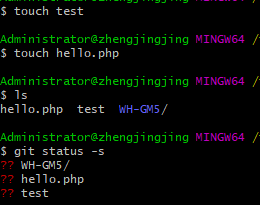 $ touch test
Administrator@zhengjingjing MINGW64 /
$ touch hello.php
Administrator@zhengjingjing MINGW64 /
$ ls
hello.php test WH-GM5/
Administrator@zhengjingjing MINGW64 /
$ git status -s
?? WH-GM5/
?? hello.php
?? test